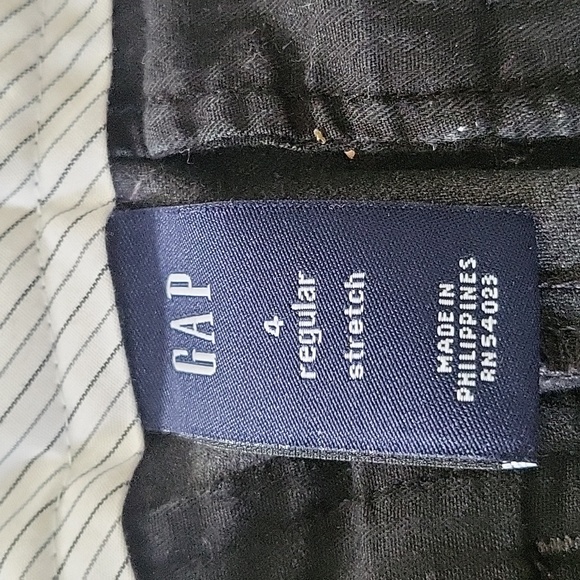 GAP
4
regular
stretch
MADE IN
PHILIPPINES
RN 54023